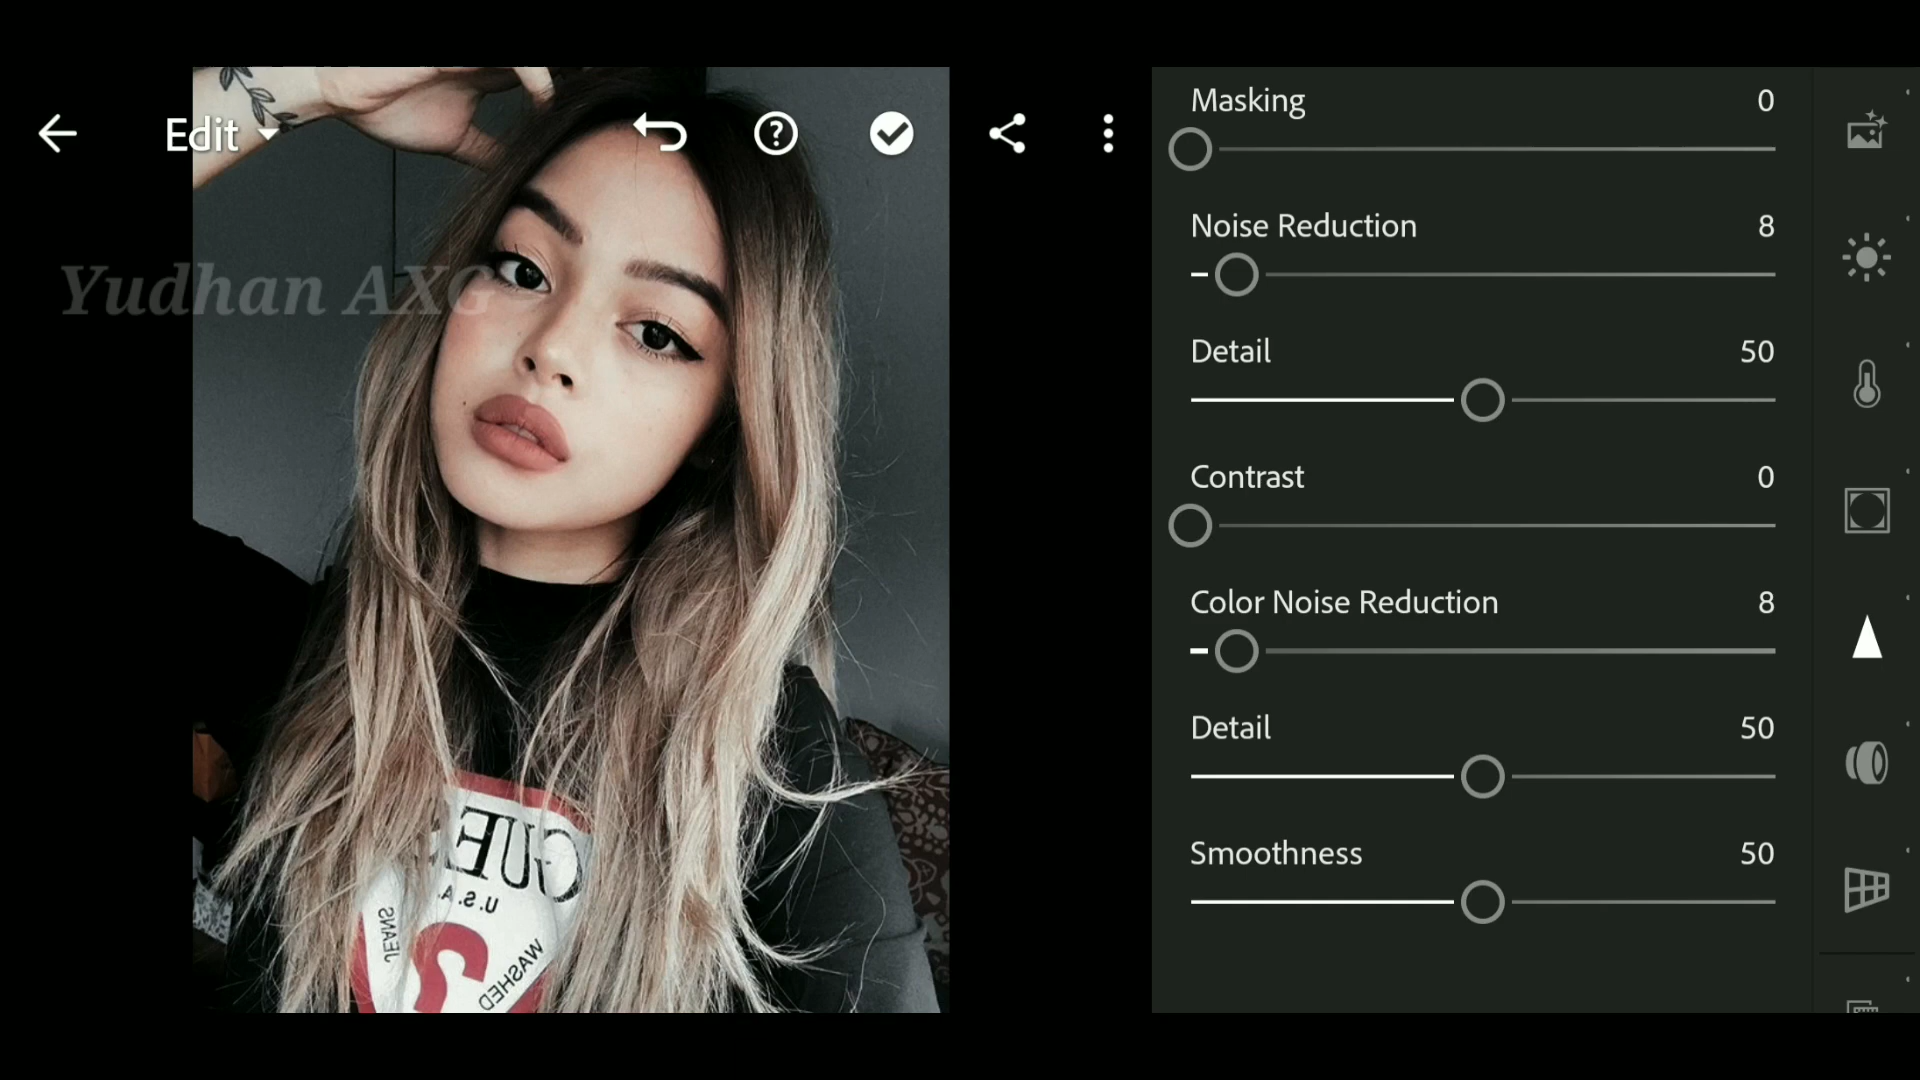 Edit
Yudhan AXG
GUE
U.S.A.
JEANS
WASHED
Masking 0
Noise Reduction 8
Detail 50
Contrast 0
Color Noise Reduction 8
Detail 50
Smoothness 50